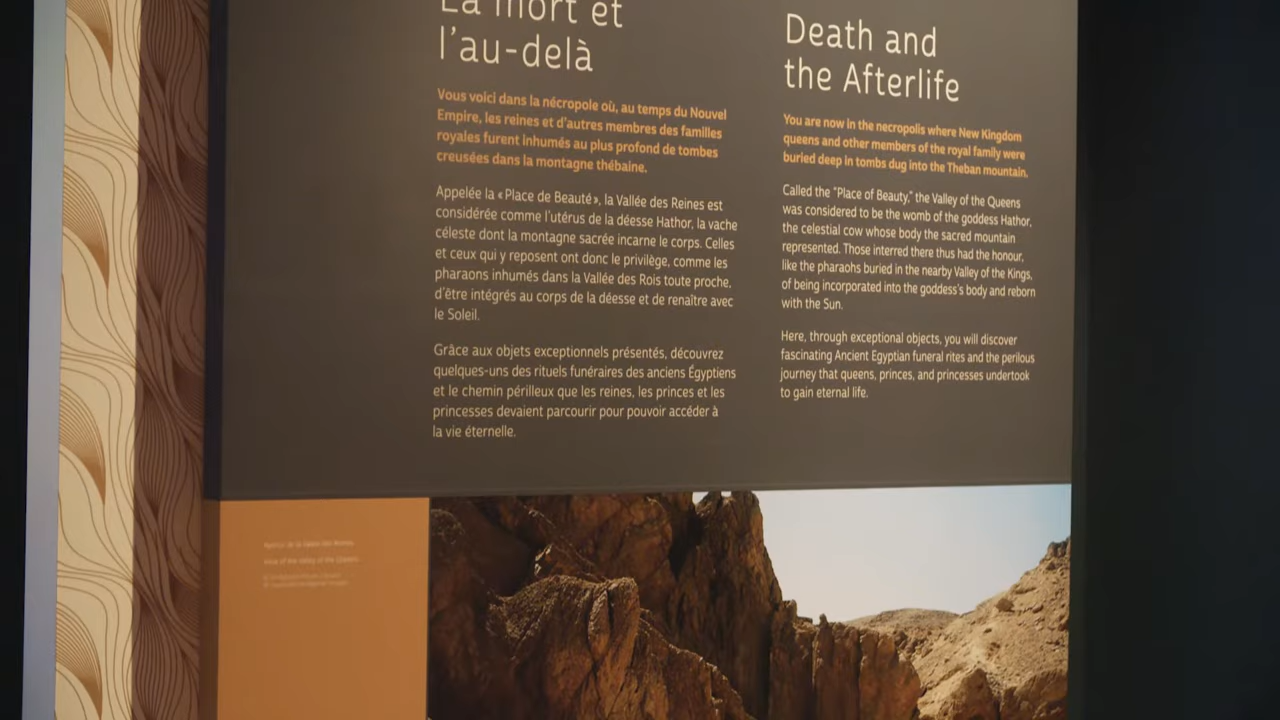 La mort et
l'au-delà
Vous voici dans la nécropole où, au temps du Nouvel
Empire, les reines et d'autres membres des familles
royales furent inhumés au plus profond de tombes
creusées dans la montagne thébaine.
Appelée la «Place de Beauté», la Vallée des Reines est
considérée comme l'utérus de la déesse Hathor, la vache
céleste dont la montagne sacrée incarne le corps. Celles
et ceux qui y reposent ont donc le privilège, comme les
pharaons inhumés dans la Vallée des Rois toute proche,
d'être intégrés au corps de la déesse et de renaître avec
le Soleil.
Grâce aux objets exceptionnels présentés, découvrez
quelques-uns des rituels funéraires des anciens Égyptiens
et le chemin périlleux que les reines, les princes et les
princesses devaient parcourir pour pouvoir accéder à
la vie éternelle.
Death and
the Afterlife
You are now in the necropolis where New Kingdom
queens and other members of the royal family were
buried deep in tombs dug into the Theban mountain.
Called the "Place of Beauty," the Valley of the Queens
was considered to be the womb of the goddess Hathor,
the celestial cow whose body the sacred mountain
represented. Those interred there thus had the honour,
like the pharaohs buried in the nearby Valley of the Kings,
of being incorporated into the goddess's body and reborn
with the Sun.
Here, through exceptional objects, you will discover
fascinating Ancient Egyptian funeral rites and the perilous
journey that queens, princes, and princesses undertook
to gain eternal life.
View of the Valley of the Queens